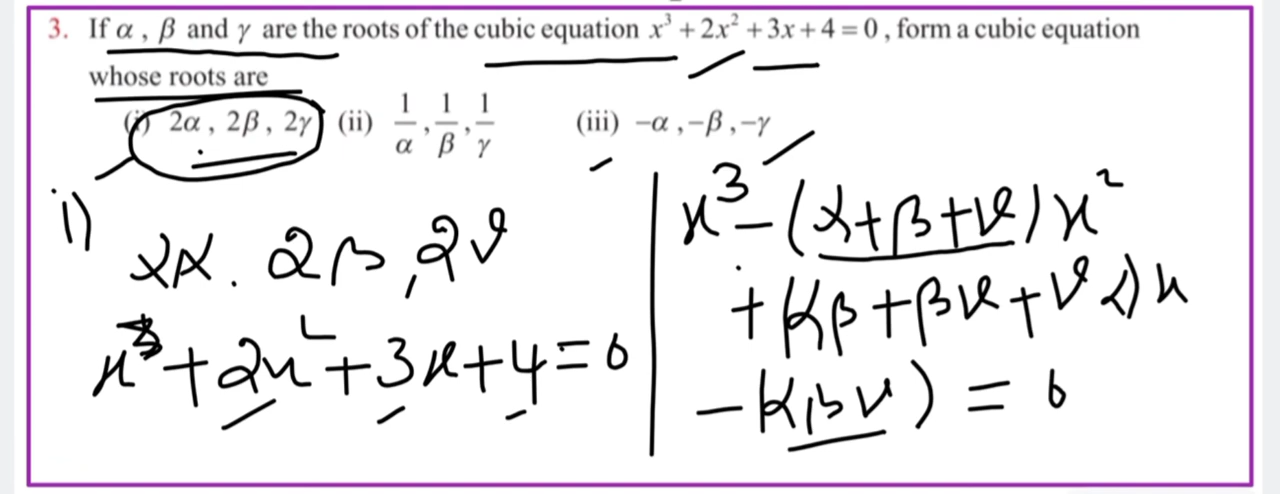 3. If α, β and γ are the roots of the cubic equation x³ + 2x² + 3x + 4 = 0, form a cubic equation
whose roots are
(i) 2α, 2β, 2γ (ii) 1/α, 1/β, 1/γ (iii) −α, −β, −γ
i)
2α. 2β, 2γ
x³ + 2x² + 3x + 4 = 0
x³ − (α + β + γ) x²
+ (αβ + βγ + γα) x
− (αβγ) = 0